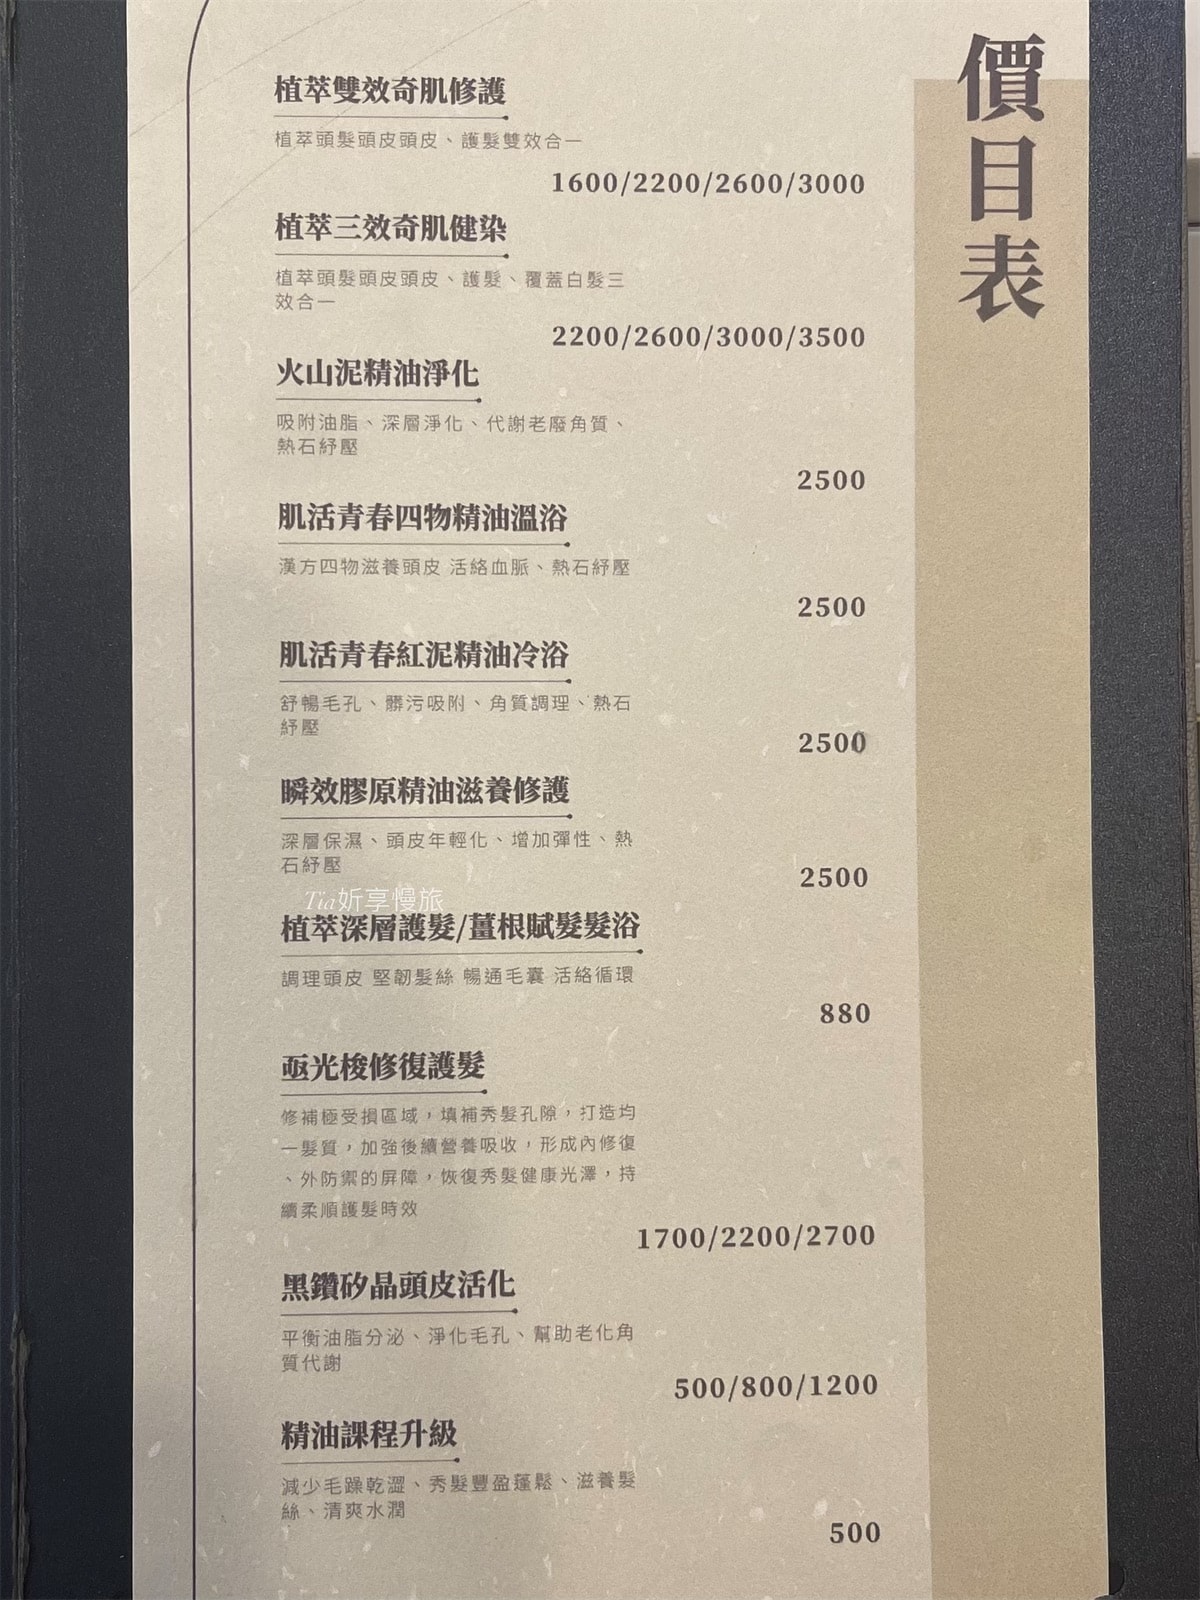 價目表
植萃雙效奇肌修護
植萃頭髮頭皮頭皮、護髮雙效合一
1600/2200/2600/3000
植萃三效奇肌健染
植萃頭髮頭皮頭皮、護髮、覆蓋白髮三
效合一
2200/2600/3000/3500
火山泥精油淨化
吸附油脂、深層淨化、代謝老廢角質、
熱石紓壓
2500
肌活青春四物精油溫浴
漢方四物滋養頭皮 活絡血脈、熱石紓壓
2500
肌活青春紅泥精油冷浴
舒暢毛孔、髒污吸附、角質調理、熱石
紓壓
2500
瞬效膠原精油滋養修護
深層保濕、頭皮年輕化、增加彈性、熱
石紓壓
2500
Tia妡享慢旅
植萃深層護髮/薑根賦髮髮浴
調理頭皮 堅韌髮絲 暢通毛囊 活絡循環
880
亟光梭修復護髮
修補極受損區域，填補秀髮孔隙，打造均
一髮質，加強後續營養吸收，形成內修復
、外防禦的屏障，恢復秀髮健康光澤，持
續柔順護髮時效
1700/2200/2700
黑鑽矽晶頭皮活化
平衡油脂分泌、淨化毛孔、幫助老化角
質代謝
500/800/1200
精油課程升級
減少毛躁乾澀、秀髮豐盈蓬鬆、滋養髮
絲、清爽水潤
500